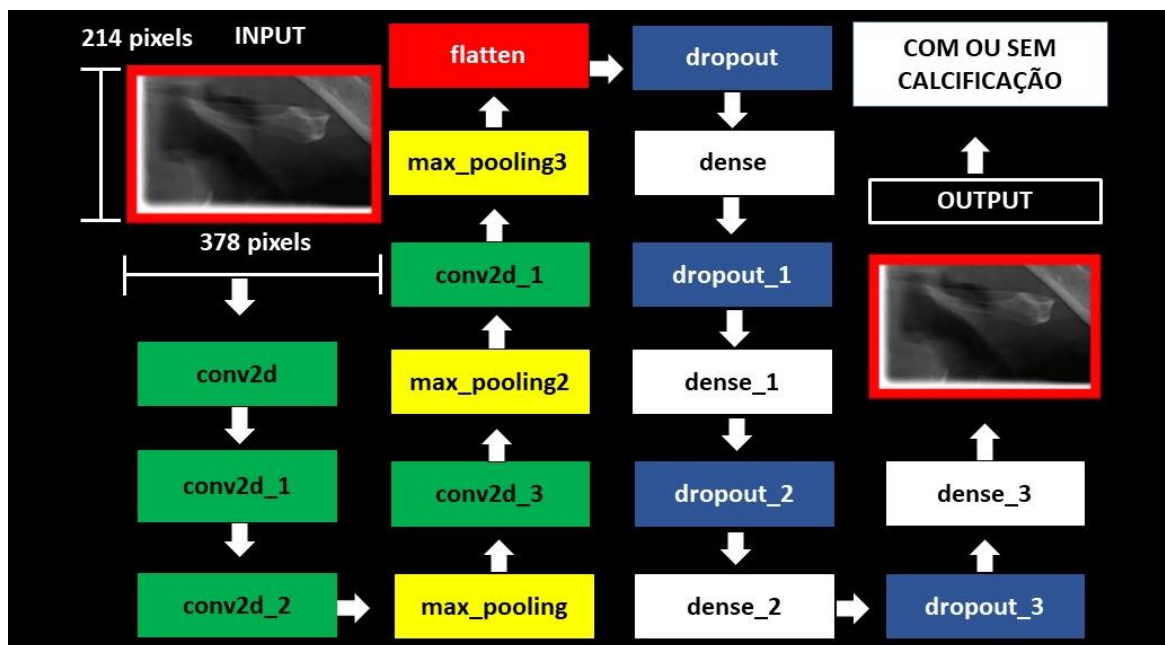 214 pixels
INPUT
378 pixels
conv2d
conv2d_1
conv2d_2
max_pooling
conv2d_3
max_pooling2
conv2d_1
max_pooling3
flatten
dropout
dense
dropout_1
dense_1
dropout_2
dense_2
dropout_3
dense_3
OUTPUT
COM OU SEM
CALCIFICAÇÃO